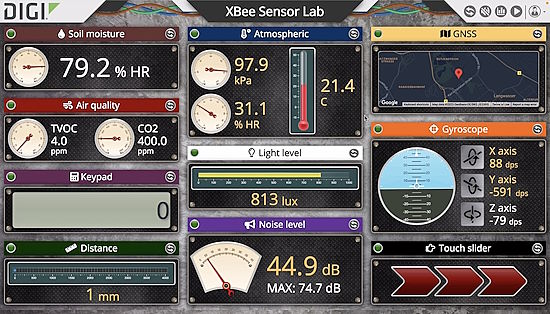 DIGI
XBee Sensor Lab
Soil moisture
79.2 % HR
Air quality
TVOC
4.0
ppm
CO2
400.0
ppm
Keypad
0
Distance
1 mm
Atmospheric
97.9
kPa
31.1
% HR
21.4
C
Light level
813 lux
Noise level
44.9 dB
MAX: 74.7 dB
GNSS
Google
Gyroscope
X axis
88 dps
Y axis
-591 dps
Z axis
-79 dps
Touch slider